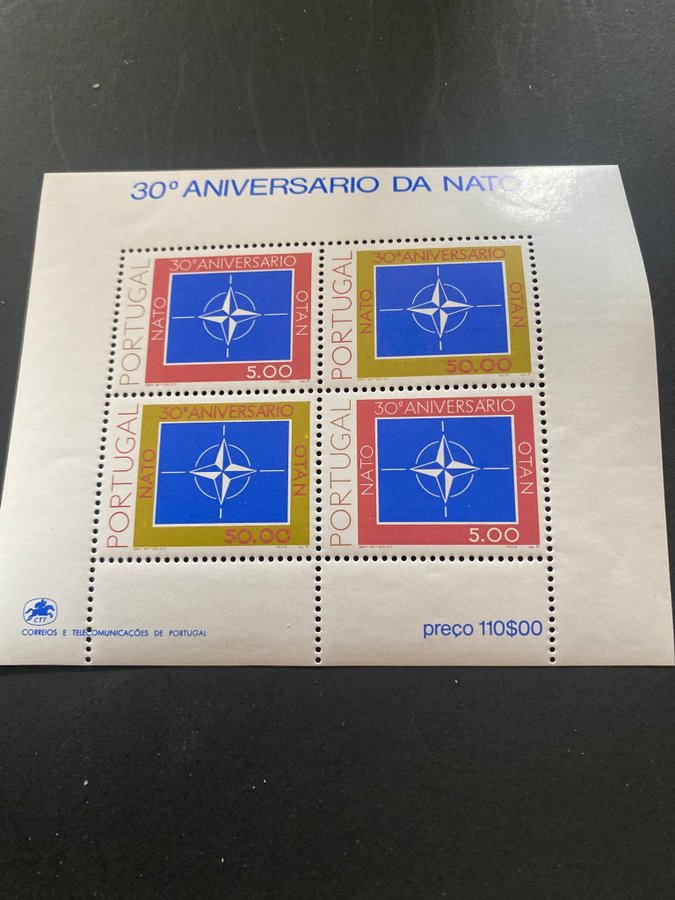 30º ANIVERSÁRIO DA NATO
PORTUGAL
30º ANIVERSÁRIO
NATO
OTAN
5.00
PORTUGAL
30º ANIVERSÁRIO
NATO
OTAN
50.00
PORTUGAL
30º ANIVERSÁRIO
NATO
OTAN
50.00
PORTUGAL
30º ANIVERSÁRIO
NATO
OTAN
5.00
CTT
CORREIOS E TELECOMUNICAÇÕES DE PORTUGAL
preço 110$00